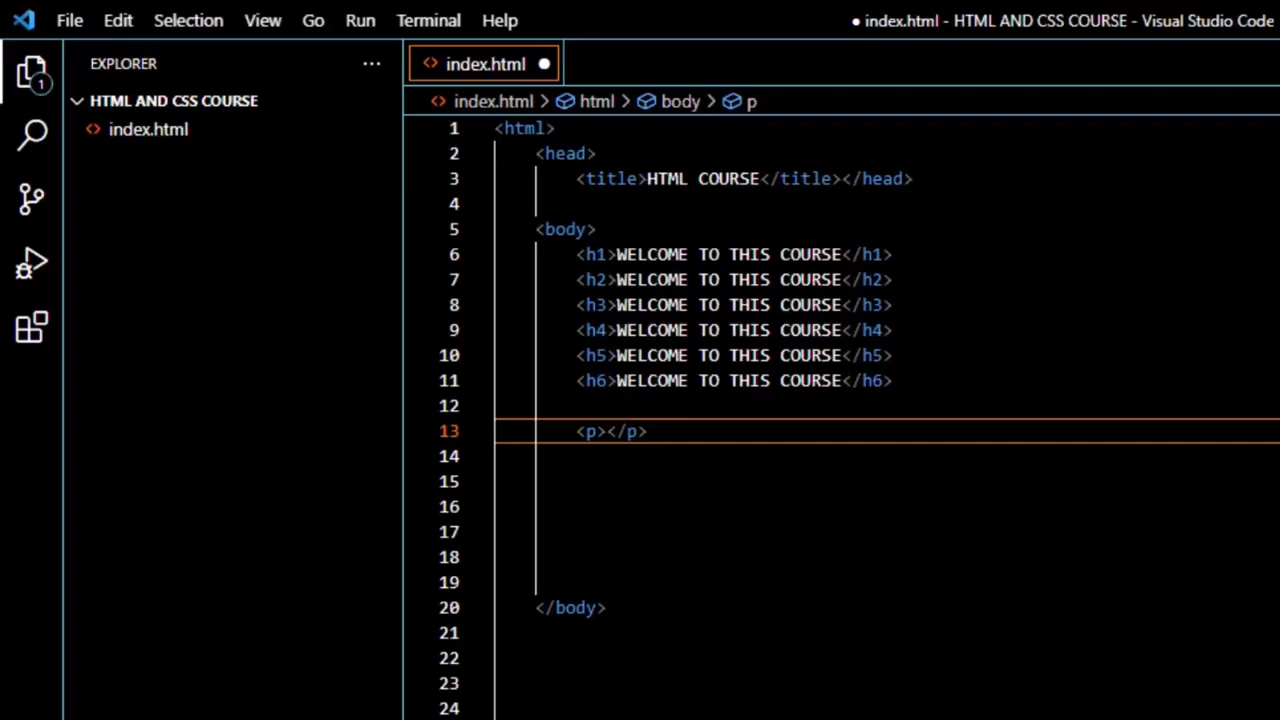 File Edit Selection View Go Run Terminal Help
● index.html - HTML AND CSS COURSE - Visual Studio Code
EXPLORER ···
HTML AND CSS COURSE
index.html
1
<> index.html ●
<> index.html > html > body > p
1 <html>
2 <head>
3 <title>HTML COURSE</title></head>
4
5 <body>
6 <h1>WELCOME TO THIS COURSE</h1>
7 <h2>WELCOME TO THIS COURSE</h2>
8 <h3>WELCOME TO THIS COURSE</h3>
9 <h4>WELCOME TO THIS COURSE</h4>
10 <h5>WELCOME TO THIS COURSE</h5>
11 <h6>WELCOME TO THIS COURSE</h6>
12
13 <p></p>
14
15
16
17
18
19
20 </body>
21
22
23
24